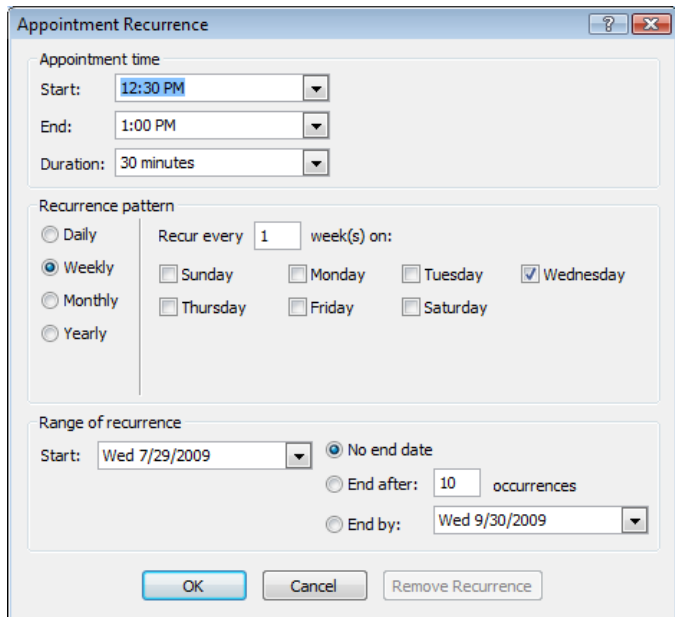 Appointment Recurrence
Appointment time
Start: 12:30 PM
End: 1:00 PM
Duration: 30 minutes
Recurrence pattern
Daily
Weekly
Monthly
Yearly
Recur every 1 week(s) on:
Sunday Monday Tuesday Wednesday
Thursday Friday Saturday
Range of recurrence
Start: Wed 7/29/2009
No end date
End after: 10 occurrences
End by: Wed 9/30/2009
OK Cancel Remove Recurrence